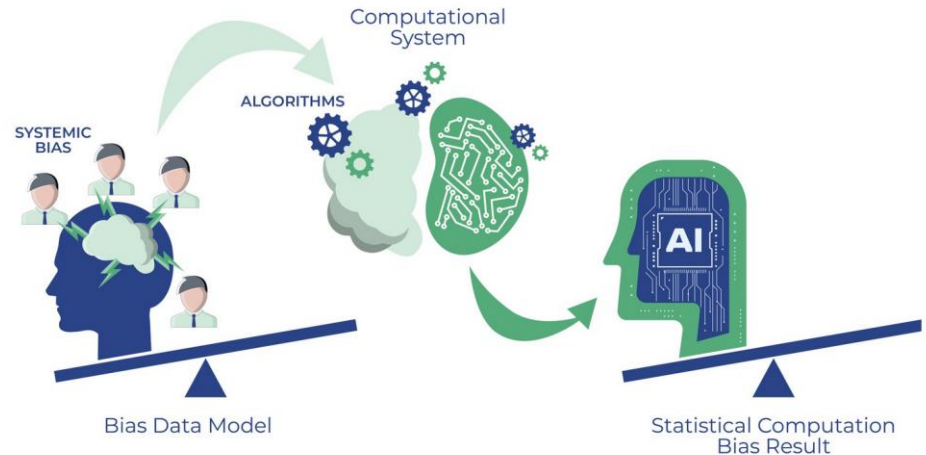 Computational
System
ALGORITHMS
SYSTEMIC
BIAS
AI
Bias Data Model
Statistical Computation
Bias Result